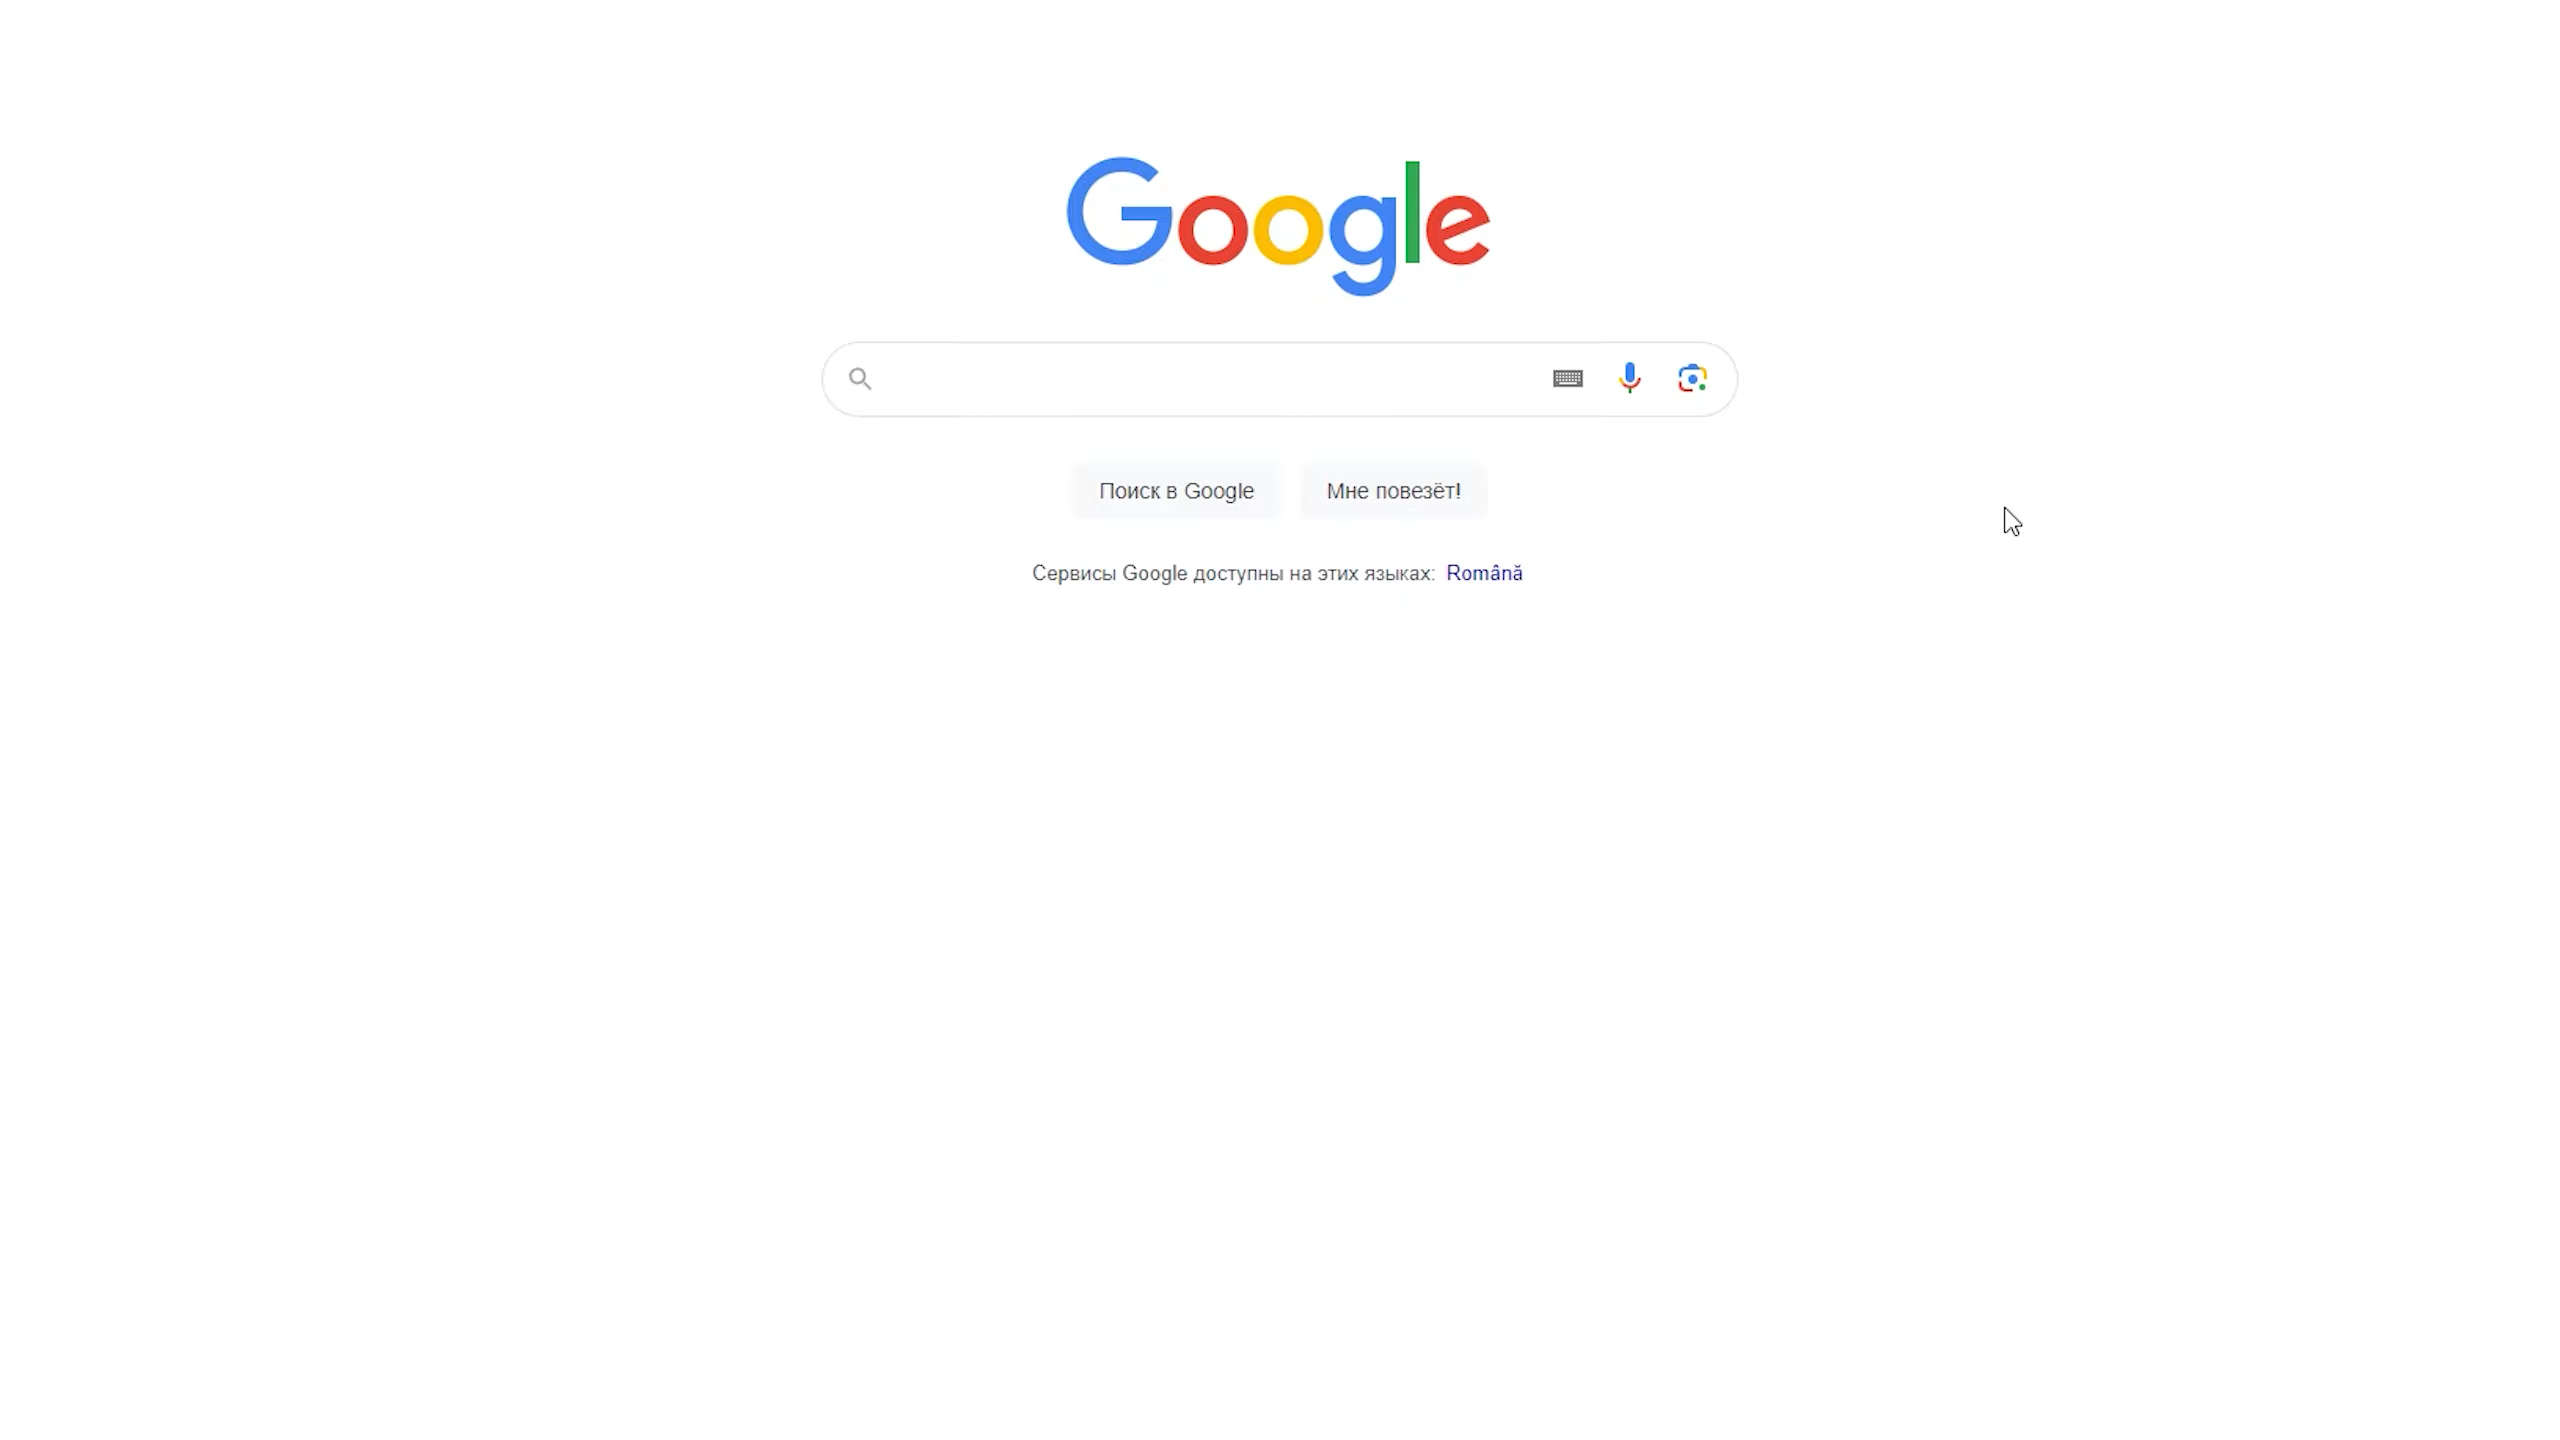 Google
Поиск в Google
Мне повезёт!
Сервисы Google доступны на этих языках: Română